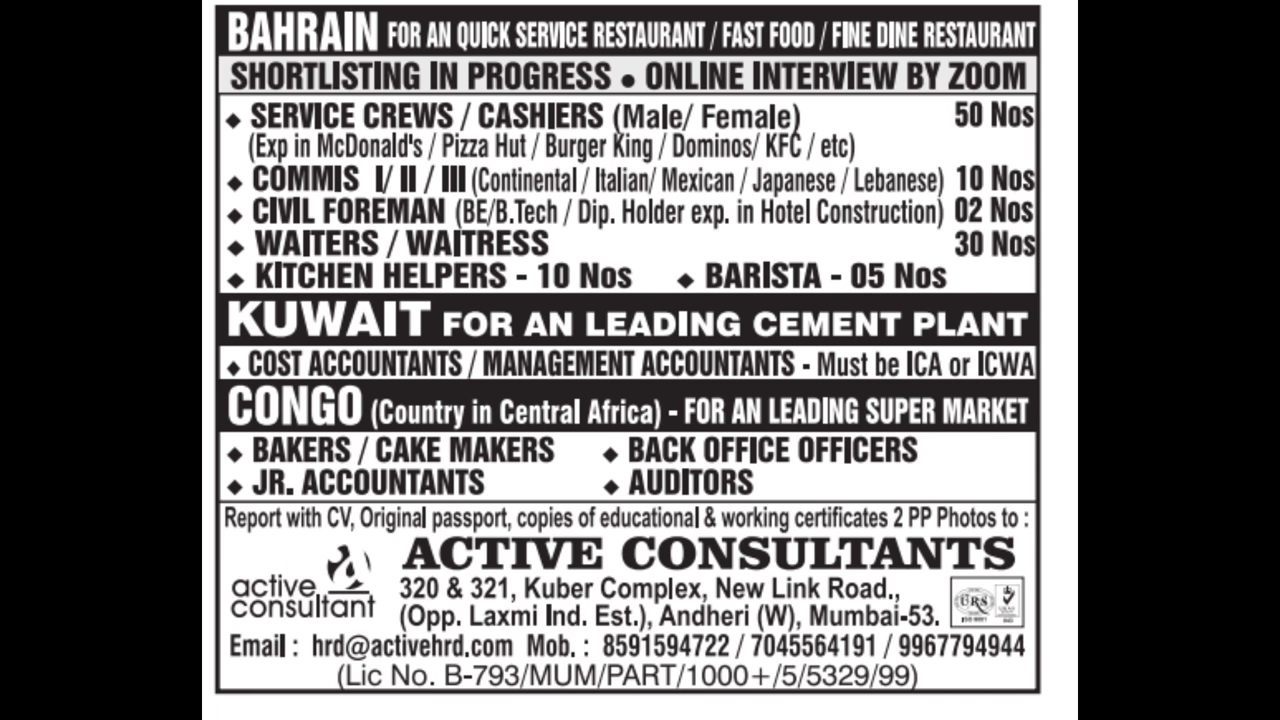 BAHRAIN FOR AN QUICK SERVICE RESTAURANT / FAST FOOD / FINE DINE RESTAURANT
SHORTLISTING IN PROGRESS ● ONLINE INTERVIEW BY ZOOM
◆ SERVICE CREWS / CASHIERS (Male/ Female) 50 Nos
(Exp in McDonald's / Pizza Hut / Burger King / Dominos/ KFC / etc)
◆ COMMIS I/ II / III (Continental / Italian/ Mexican / Japanese / Lebanese) 10 Nos
◆ CIVIL FOREMAN (BE/B.Tech / Dip. Holder exp. in Hotel Construction) 02 Nos
◆ WAITERS / WAITRESS 30 Nos
◆ KITCHEN HELPERS - 10 Nos ◆ BARISTA - 05 Nos
KUWAIT FOR AN LEADING CEMENT PLANT
◆ COST ACCOUNTANTS / MANAGEMENT ACCOUNTANTS - Must be ICA or ICWA
CONGO (Country in Central Africa) - FOR AN LEADING SUPER MARKET
◆ BAKERS / CAKE MAKERS ◆ BACK OFFICE OFFICERS
◆ JR. ACCOUNTANTS ◆ AUDITORS
Report with CV, Original passport, copies of educational & working certificates 2 PP Photos to :
ACTIVE CONSULTANTS
active
consultant
320 & 321, Kuber Complex, New Link Road.,
(Opp. Laxmi Ind. Est.), Andheri (W), Mumbai-53.
URS
Email : hrd@activehrd.com Mob. : 8591594722 / 7045564191 / 9967794944
(Lic No. B-793/MUM/PART/1000+/5/5329/99)